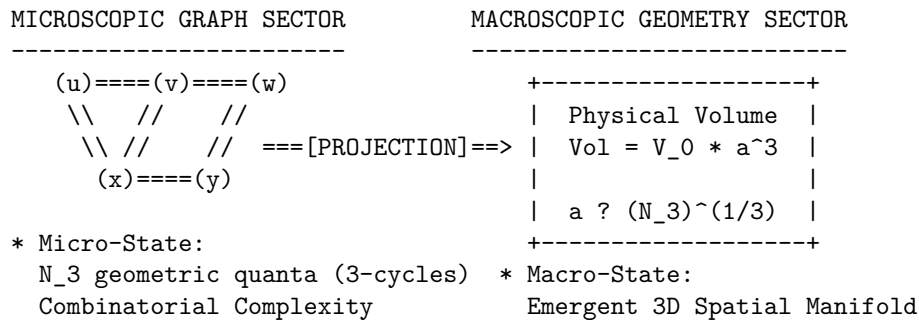 MICROSCOPIC GRAPH SECTOR         MACROSCOPIC GEOMETRY SECTOR
------------------------         ---------------------------
   (u)====(v)====(w)                 +-------------------+
    \\   //    //                    |  Physical Volume  |
     \\ //    //  ===[PROJECTION]==> |  Vol = V_0 * a^3  |
      (x)====(y)                     |                   |
                                     |  a ? (N_3)^(1/3)  |
* Micro-State:                       +-------------------+
  N_3 geometric quanta (3-cycles)  * Macro-State:
  Combinatorial Complexity           Emergent 3D Spatial Manifold